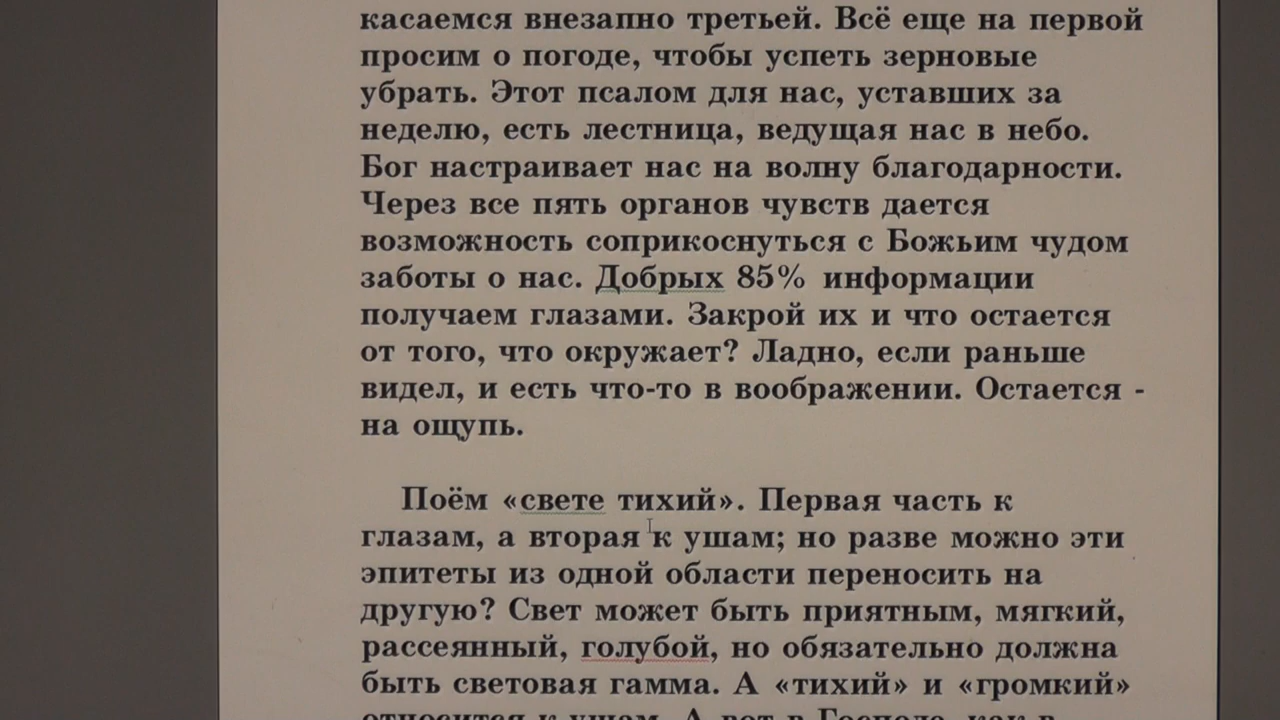 касаемся внезапно третьей. Всё еще на первой
просим о погоде, чтобы успеть зерновые
убрать. Этот псалом для нас, уставших за
неделю, есть лестница, ведущая нас в небо.
Бог настраивает нас на волну благодарности.
Через все пять органов чувств дается
возможность соприкоснуться с Божьим чудом
заботы о нас. Добрых 85% информации
получаем глазами. Закрой их и что остается
от того, что окружает? Ладно, если раньше
видел, и есть что-то в воображении. Остается -
на ощупь.
Поём «свете тихий». Первая часть к
глазам, а вторая к ушам; но разве можно эти
эпитеты из одной области переносить на
другую? Свет может быть приятным, мягкий,
рассеянный, голубой, но обязательно должна
быть световая гамма. А «тихий» и «громкий»
относится к ушам. А вот в Господе, как в